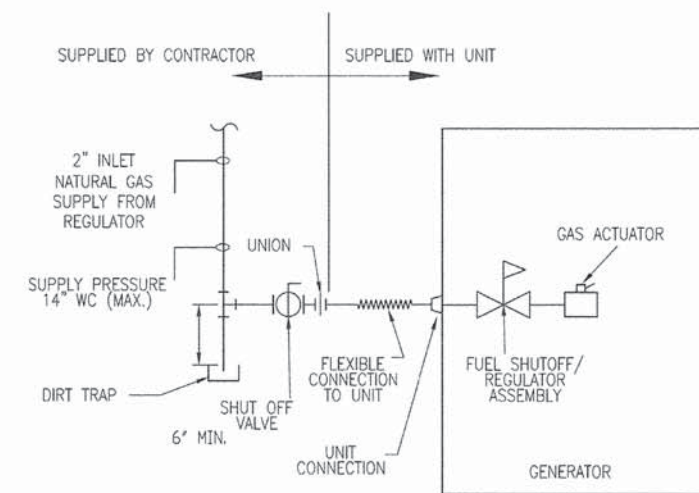 SUPPLIED BY CONTRACTOR
SUPPLIED WITH UNIT
2" INLET
NATURAL GAS
SUPPLY FROM
REGULATOR
UNION
GAS ACTUATOR
SUPPLY PRESSURE
14" WC (MAX.)
DIRT TRAP
6" MIN.
SHUT OFF
VALVE
FLEXIBLE
CONNECTION
TO UNIT
FUEL SHUTOFF/
REGULATOR
ASSEMBLY
UNIT
CONNECTION
GENERATOR